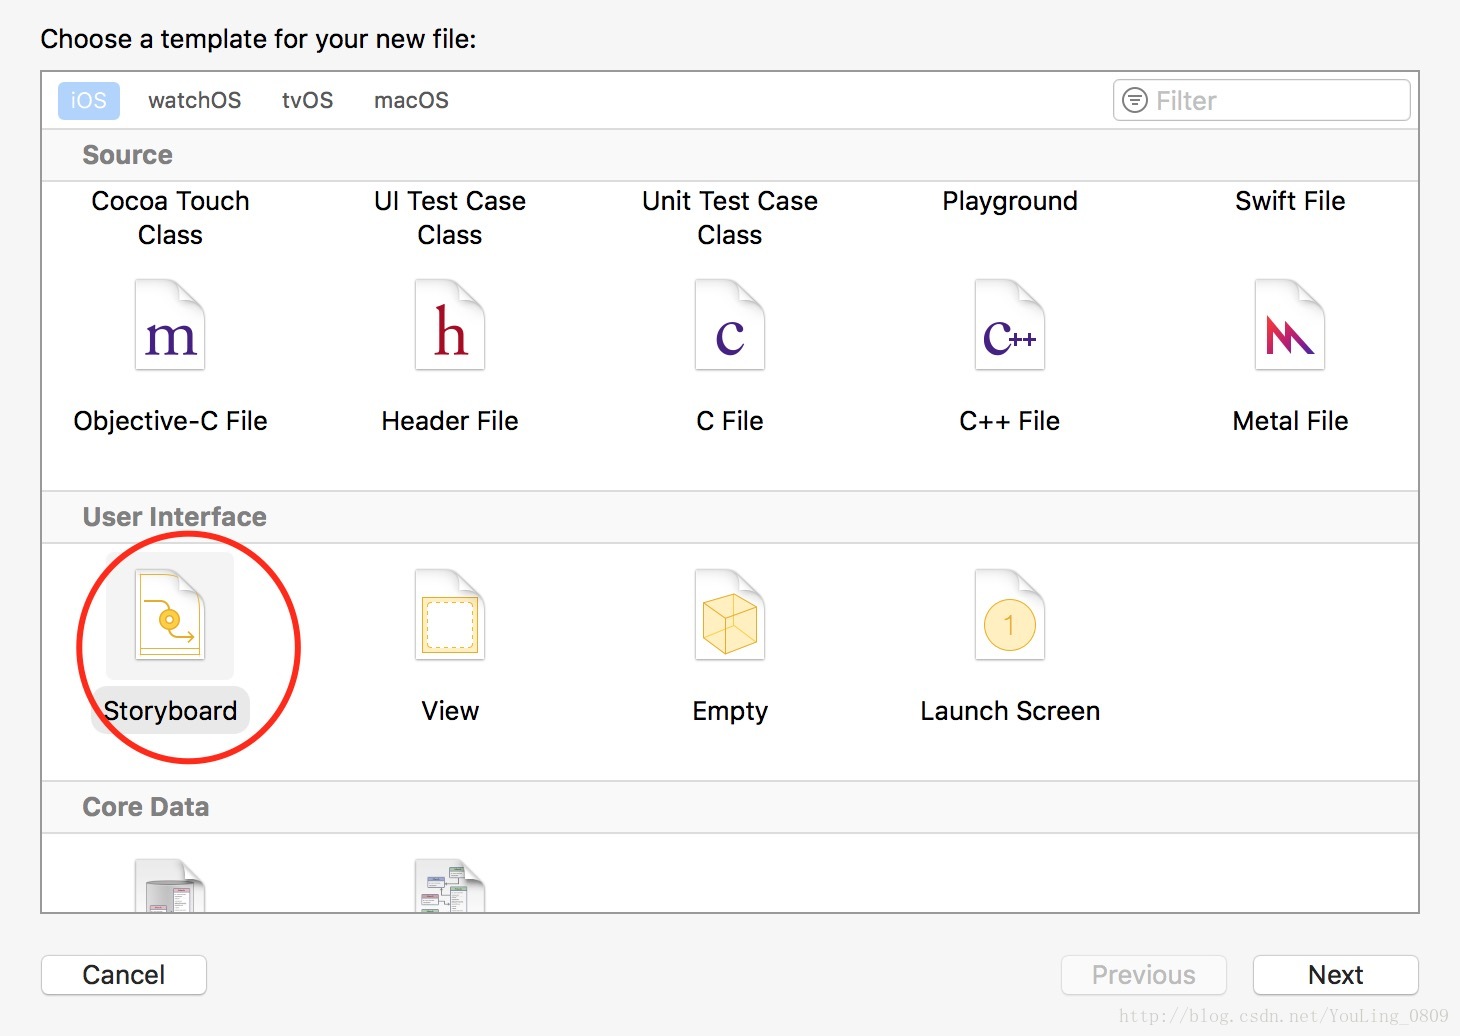 Choose a template for your new file:
iOS watchOS tvOS macOS Filter
Source
Cocoa Touch Class
UI Test Case Class
Unit Test Case Class
Playground
Swift File
m h c C++
Objective-C File Header File C File C++ File Metal File
User Interface
1
Storyboard View Empty Launch Screen
Core Data
Cancel Previous Next
http://blog.csdn.net/YouLing_0809